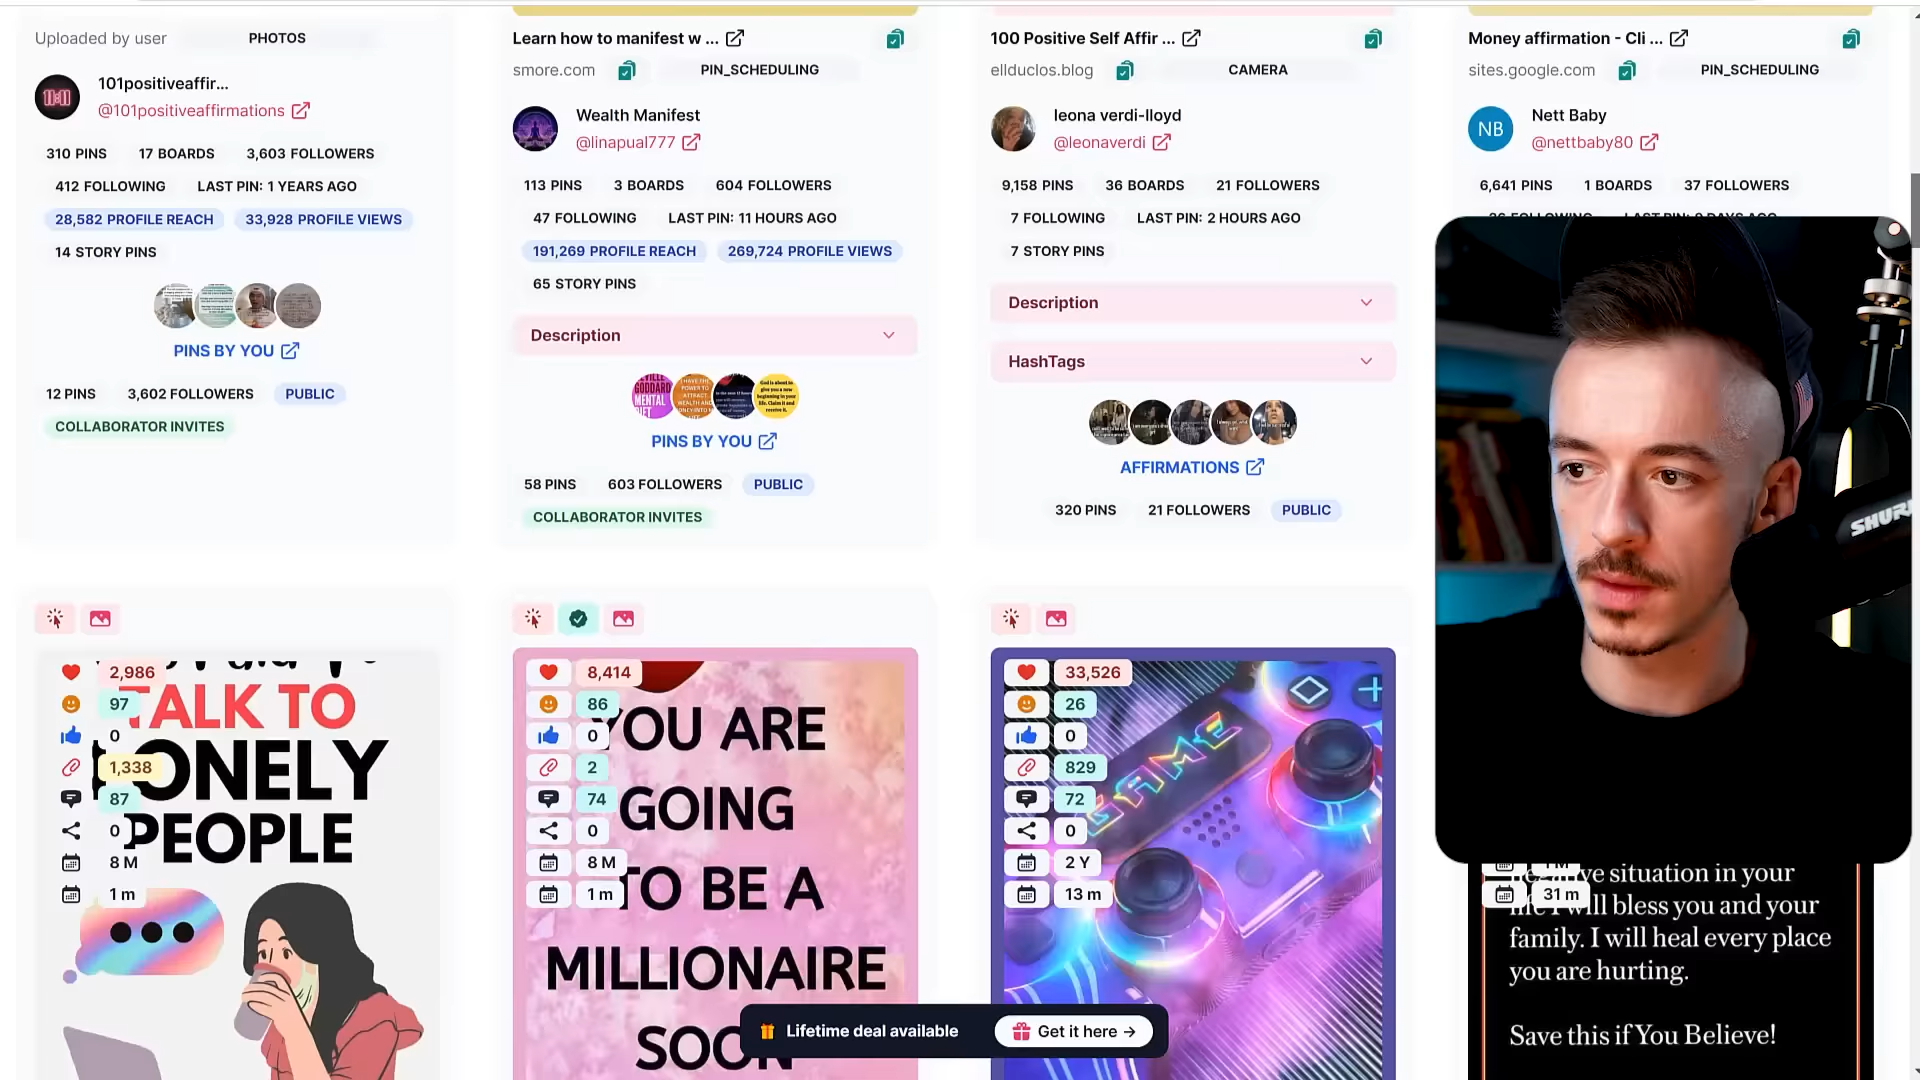 Uploaded by user PHOTOS
101positiveaffir...
@101positiveaffirmations
310 PINS 17 BOARDS 3,603 FOLLOWERS
412 FOLLOWING LAST PIN: 1 YEARS AGO
28,582 PROFILE REACH 33,928 PROFILE VIEWS
14 STORY PINS
PINS BY YOU
12 PINS 3,602 FOLLOWERS PUBLIC
COLLABORATOR INVITES
Learn how to manifest w ...
smore.com PIN_SCHEDULING
Wealth Manifest
@linapual777
113 PINS 3 BOARDS 604 FOLLOWERS
47 FOLLOWING LAST PIN: 11 HOURS AGO
191,269 PROFILE REACH 269,724 PROFILE VIEWS
65 STORY PINS
Description
GODDARD
MENTAL
PINS BY YOU
58 PINS 603 FOLLOWERS PUBLIC
COLLABORATOR INVITES
100 Positive Self Affir ...
ellduclos.blog CAMERA
leona verdi-lloyd
@leonaverdi
9,158 PINS 36 BOARDS 21 FOLLOWERS
7 FOLLOWING LAST PIN: 2 HOURS AGO
7 STORY PINS
Description
HashTags
AFFIRMATIONS
320 PINS 21 FOLLOWERS PUBLIC
Money affirmation - Cli ...
sites.google.com PIN_SCHEDULING
NB
Nett Baby
@nettbaby80
6,641 PINS 1 BOARDS 37 FOLLOWERS
SHURE
2,986
97
0
1,338
87
0
8 M
1 m
TALK TO
LONELY
PEOPLE
8,414
86
0
2
74
0
8 M
1 m
YOU ARE
GOING
TO BE A
MILLIONAIRE
SOON
33,526
26
0
829
72
0
2 Y
13 m
GAME
31 m
situation in your
will bless you and your
family. I will heal every place
you are hurting.
Save this if You Believe!
Lifetime deal available Get it here →